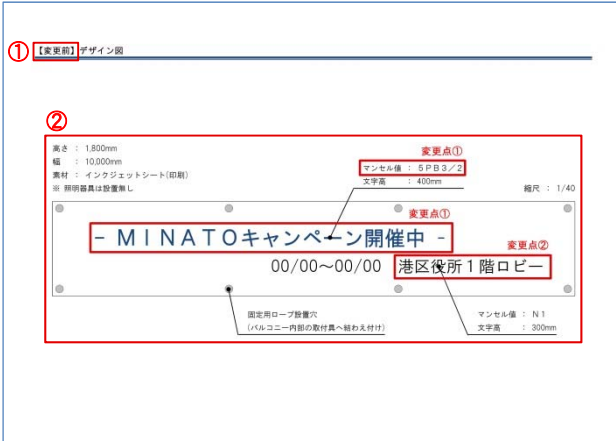 ① 【変更前】デザイン図
②
高さ ： 1,800mm
幅 ： 10,000mm
素材 ： インクジェットシート(印刷)
※ 照明器具は設置無し
変更点①
マンセル値 ： ５ＰＢ３／２
文字高 ： 400mm
縮尺 ： 1/40
変更点①
- ＭＩＮＡＴＯキャンペーン開催中 -
変更点②
00/00～00/00 港区役所１階ロビー
固定用ロープ設置穴
(バルコニー内部の取付具へ結わえ付け)
マンセル値 ： Ｎ１
文字高 ： 300mm